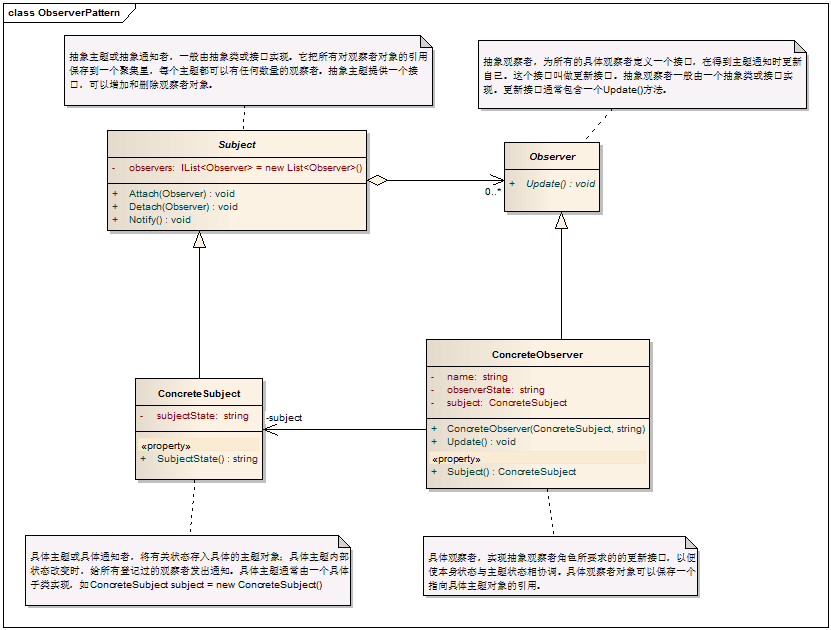 class ObserverPattern
抽象主题或抽象通知者，一般由抽象类或接口实现。它把所有对观察者对象的引用
保存到一个聚集里，每个主题都可以有任何数量的观察者。抽象主题提供一个接
口，可以增加和删除观察者对象。
抽象观察者，为所有的具体观察者定义一个接口，在得到主题通知时更新
自己。这个接口叫做更新接口。抽象观察者一般由一个抽象类或接口实
现。更新接口通常包含一个Update()方法。
Subject
- observers: IList<Observer> = new List<Observer>()
+ Attach(Observer) : void
+ Detach(Observer) : void
+ Notify() : void
0..*
Observer
+ Update() : void
ConcreteSubject
- subjectState: string
«property»
+ SubjectState() : string
-subject
ConcreteObserver
- name: string
- observerState: string
- subject: ConcreteSubject
+ ConcreteObserver(ConcreteSubject, string)
+ Update() : void
«property»
+ Subject() : ConcreteSubject
具体主题或具体通知者，将有关状态存入具体的主题对象；具体主题内部
状态改变时，给所有登记过的观察者发出通知。具体主题通常由一个具体
子类实现，如ConcreteSubject subject = new ConcreteSubject()
具体观察者，实现抽象观察者角色所要求的的更新接口，以便
使本身状态与主题状态相协调。具体观察者对象可以保存一个
指向具体主题对象的引用。